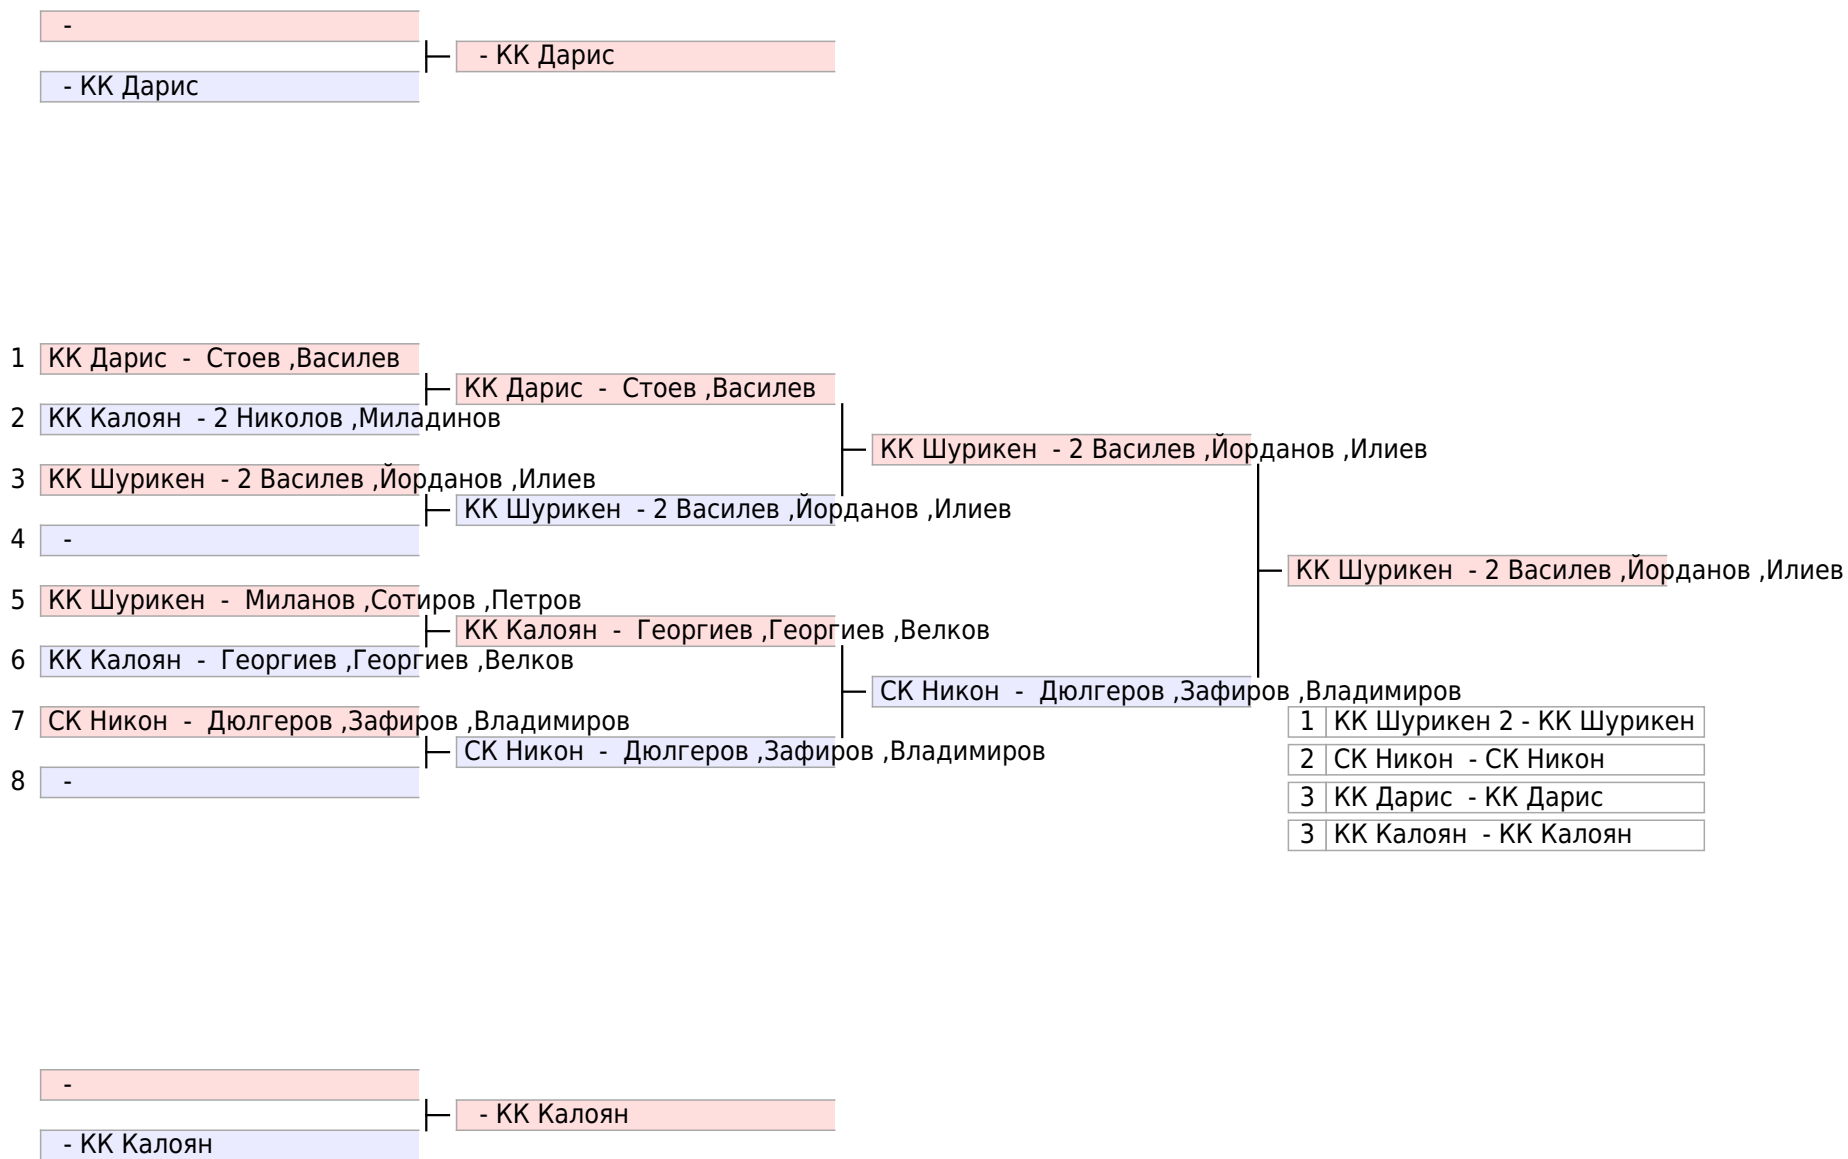 -
- КК Дарис
- КК Дарис
1 КК Дарис - Стоев ,Василев
КК Дарис - Стоев ,Василев
2 КК Калоян - 2 Николов ,Миладинов
КК Шурикен - 2 Василев ,Йорданов ,Илиев
3 КК Шурикен - 2 Василев ,Йорданов ,Илиев
КК Шурикен - 2 Василев ,Йорданов ,Илиев
4 -
КК Шурикен - 2 Василев ,Йорданов ,Илиев
5 КК Шурикен - Миланов ,Сотиров ,Петров
КК Калоян - Георгиев ,Георгиев ,Велков
6 КК Калоян - Георгиев ,Георгиев ,Велков
СК Никон - Дюлгеров ,Зафиров ,Владимиров
7 СК Никон - Дюлгеров ,Зафиров ,Владимиров
СК Никон - Дюлгеров ,Зафиров ,Владимиров
8 -
1 КК Шурикен 2 - КК Шурикен
2 СК Никон - СК Никон
3 КК Дарис - КК Дарис
3 КК Калоян - КК Калоян
-
- КК Калоян
- КК Калоян